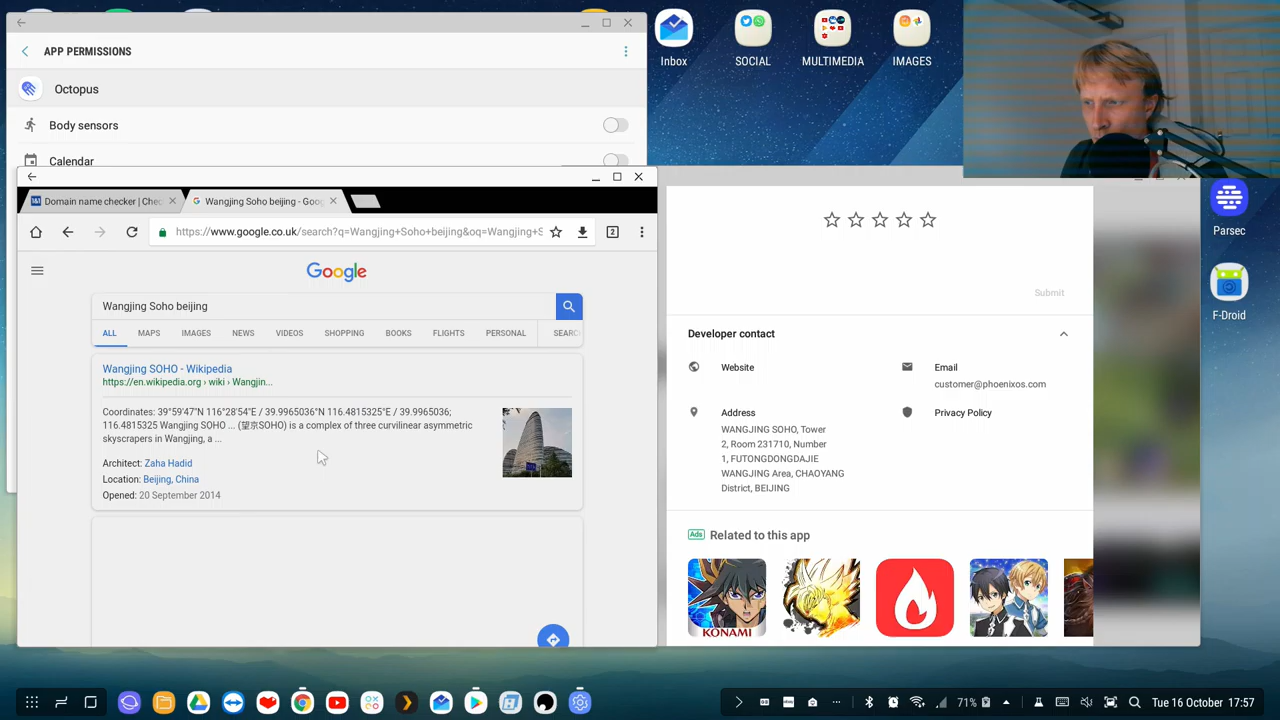 APP PERMISSIONS
Octopus
Body sensors
Calendar
Inbox
SOCIAL
MULTIMEDIA
IMAGES
Parsec
F-Droid
Domain name checker | Chec
Wangjing Soho beijing - Goog
https://www.google.co.uk/search?q=Wangjing+Soho+beijing&oq=Wangjing+S
2
Google
Wangjing Soho beijing
ALL MAPS IMAGES NEWS VIDEOS SHOPPING BOOKS FLIGHTS PERSONAL SEARC
Wangjing SOHO - Wikipedia
https://en.wikipedia.org › wiki › Wangjin...
Coordinates: 39°59′47″N 116°28′54″E / 39.9965036°N 116.4815325°E / 39.9965036;
116.4815325 Wangjing SOHO ... (望京SOHO) is a complex of three curvilinear asymmetric
skyscrapers in Wangjing, a ...
Architect: Zaha Hadid
Location: Beijing, China
Opened: 20 September 2014
Submit
Developer contact
Website
Email
customer@phoenixos.com
Address
WANGJING SOHO, Tower
2, Room 231710, Number
1, FUTONGDONGDAJIE
WANGJING Area, CHAOYANG
District, BEIJING
Privacy Policy
Ads Related to this app
KONAMI
71%
Tue 16 October 17:57